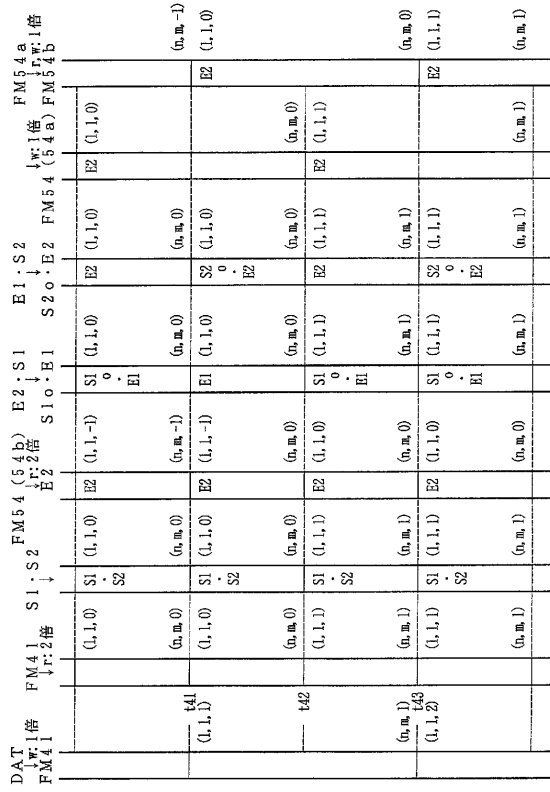 DAT
↓w:1倍
FM41
t41
(1,1,1)
t42
(n,m,1)
t43
(1,1,2)
FM41
↓r:2倍
(1,1,0)
(n,m,0)
(1,1,0)
(n,m,0)
(1,1,1)
(n,m,1)
(1,1,1)
(n,m,1)
S1・S2
↓
S1・S2
(1,1,0)
(n,m,0)
S1・S2
(1,1,0)
(n,m,0)
S1・S2
(1,1,1)
(n,m,1)
S1・S2
(1,1,1)
(n,m,1)
FM54(54b)
↓r:2倍
E2
E2
(1,1,-1)
(n,m,-1)
E2
(1,1,-1)
(n,m,-1)
E2
(1,1,0)
(n,m,0)
E2
(1,1,0)
(n,m,0)
E2・S1
↓
S1o・E1
S1o・E1
(1,1,0)
(n,m,0)
E1
(1,1,0)
(n,m,0)
S1o・E1
(1,1,1)
(n,m,1)
S1o・E1
(1,1,1)
(n,m,1)
E1・S2
↓
S2o・E2
E2
(1,1,0)
(n,m,0)
S2o・E2
(1,1,0)
(n,m,0)
E2
(1,1,1)
(n,m,1)
S2o・E2
(1,1,1)
(n,m,1)
↓w:1倍
FM54(54a)
E2
(1,1,0)
(n,m,0)
E2
(1,1,1)
(n,m,1)
FM54a
↓r,w:1倍
FM54b
(n,m,-1)
E2
(1,1,0)
(n,m,0)
E2
(1,1,1)
(n,m,1)